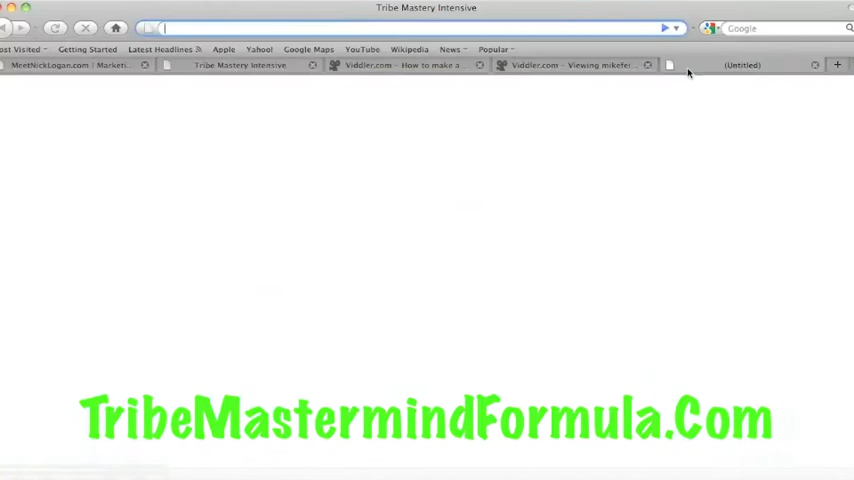 Tribe Mastery Intensive
Google
ost Visited Getting Started Latest Headlines Apple Yahoo! Google Maps YouTube Wikipedia News Popular
MeetNickLogan.com | Marketi... Tribe Mastery Intensive Viddler.com – How to make a ... Viddler.com – Viewing mikefer... (Untitled)
TribeMastermindFormula.Com